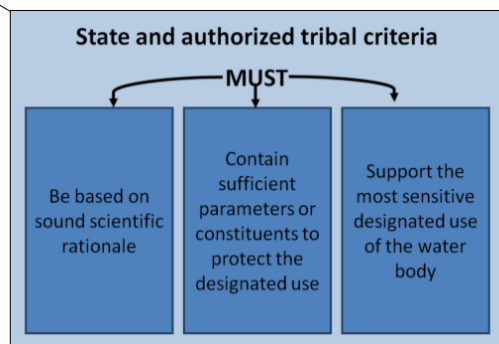 State and authorized tribal criteria
MUST
Be based on
sound scientific
rationale
Contain
sufficient
parameters or
constituents to
protect the
designated use
Support the
most sensitive
designated use
of the water
body